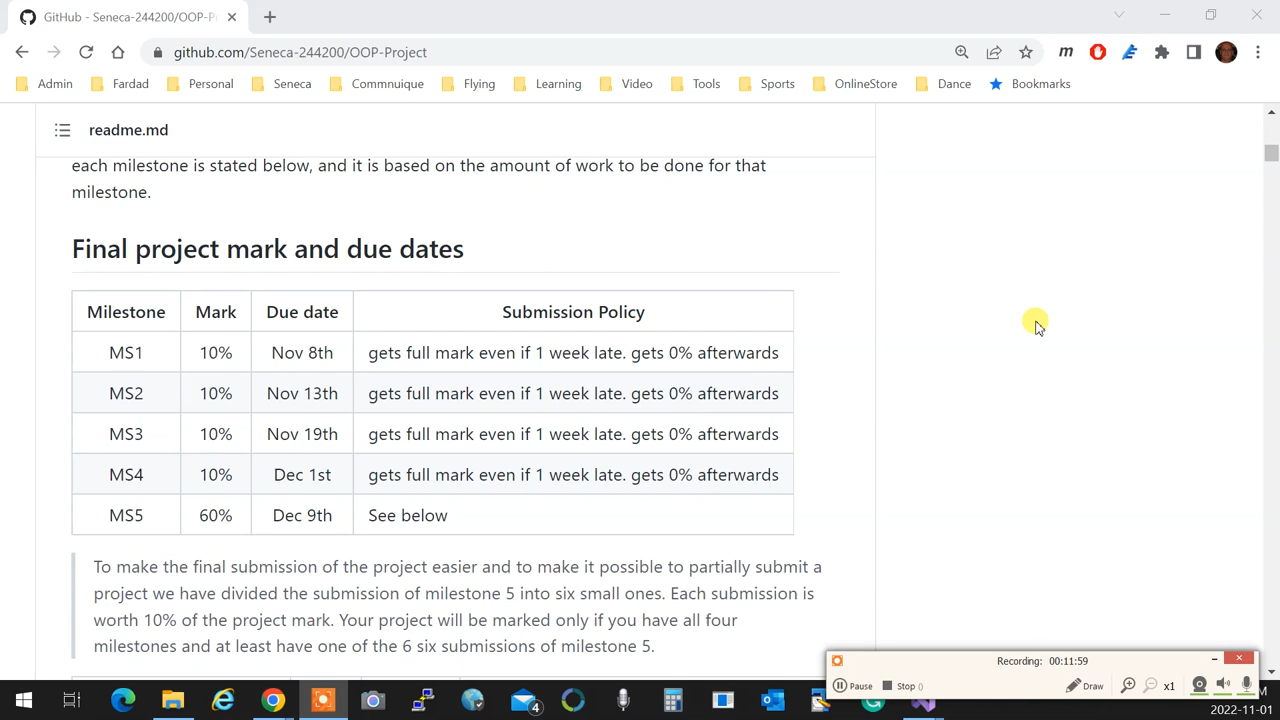 GitHub - Seneca-244200/OOP-P
github.com/Seneca-244200/OOP-Project
m
Admin Fardad Personal Seneca Commnuique Flying Learning Video Tools Sports OnlineStore Dance Bookmarks
readme.md
each milestone is stated below, and it is based on the amount of work to be done for that
milestone.
Final project mark and due dates
Milestone Mark Due date Submission Policy
MS1 10% Nov 8th gets full mark even if 1 week late. gets 0% afterwards
MS2 10% Nov 13th gets full mark even if 1 week late. gets 0% afterwards
MS3 10% Nov 19th gets full mark even if 1 week late. gets 0% afterwards
MS4 10% Dec 1st gets full mark even if 1 week late. gets 0% afterwards
MS5 60% Dec 9th See below
To make the final submission of the project easier and to make it possible to partially submit a
project we have divided the submission of milestone 5 into six small ones. Each submission is
worth 10% of the project mark. Your project will be marked only if you have all four
milestones and at least have one of the 6 six submissions of milestone 5.
Recording: 00:11:59
Pause Stop () Draw x1
4
M
2022-11-01